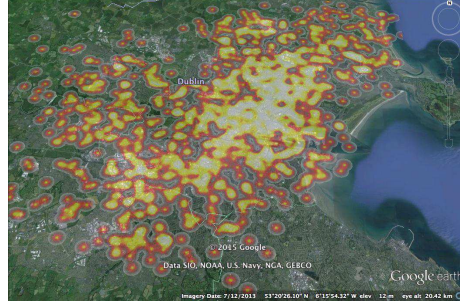 Dublin
© 2015 Google
Data SIO, NOAA, U.S. Navy, NGA, GEBCO
Google earth
Imagery Date: 7/12/2013 53°20'26.10" N 6°15'54.32" W elev 12 m eye alt 20.42 km